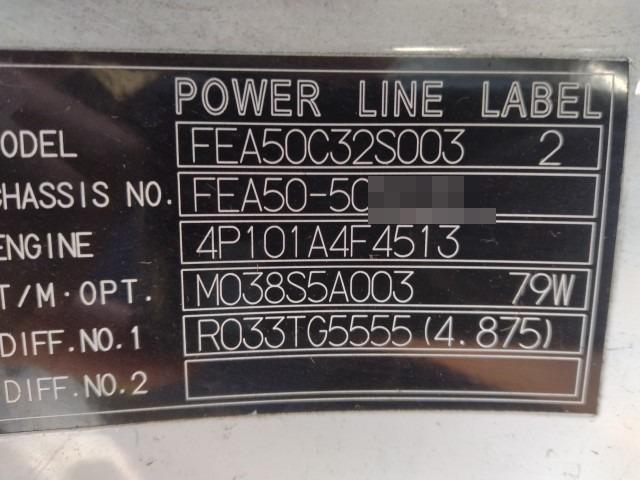 POWER LINE LABEL
ODEL FEA50C32S003 2
CHASSIS NO. FEA50-50
ENGINE 4P101A4F4513
T/M·OPT. M038S5A003 79W
DIFF.NO.1 R033TG5555(4.875)
DIFF.NO.2